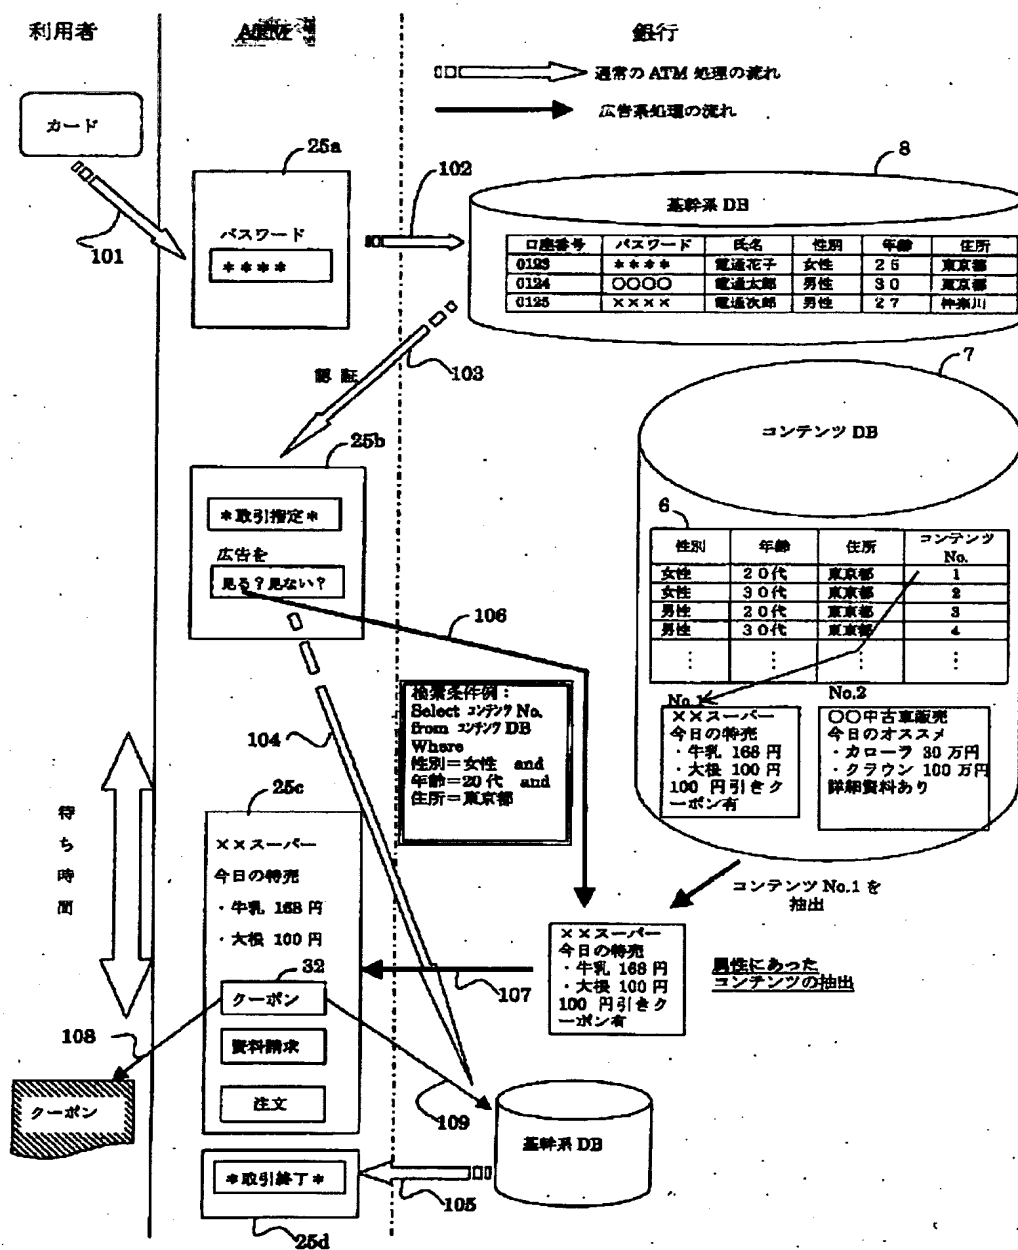 利用者
ATM
銀行
通常の ATM 処理の流れ
広告系処理の流れ
カード
101
25a
パスワード
＊＊＊＊
102
8
基幹系 DB
口座番号 パスワード 氏名 性別 年齢 住所
0123 ＊＊＊＊ 電通花子 女性 ２５ 東京都
0124 〇〇〇〇 電通太郎 男性 ３０ 東京都
0125 ×××× 電通次郎 男性 ２７ 神奈川
認証
103
7
コンテンツ DB
25b
＊取引指定＊
広告を
見る？見ない？
106
6
性別 年齢 住所 コンテンツ No.
女性 ２０代 東京都 1
女性 ３０代 東京都 2
男性 ２０代 東京都 3
男性 ３０代 東京都 4
⋮ ⋮ ⋮ ⋮
No.1
××スーパー
今日の特売
・牛乳 168 円
・大根 100 円
100 円引きク
ーポン有
No.2
〇〇中古車販売
今日のオススメ
・カローラ 30 万円
・クラウン 100 万円
詳細資料あり
検索条件例：
Select コンテンツ No.
from コンテンツ DB
Where
性別＝女性 and
年齢＝20 代 and
住所＝東京都
104
待ち時間
25c
××スーパー
今日の特売
・牛乳 168 円
・大根 100 円
32
クーポン
資料請求
注文
コンテンツ No.1 を
抽出
××スーパー
今日の特売
・牛乳 168 円
・大根 100 円
100 円引きク
ーポン有
107
コンテンツの抽出
108
クーポン
109
基幹系 DB
＊取引終了＊
105
25d